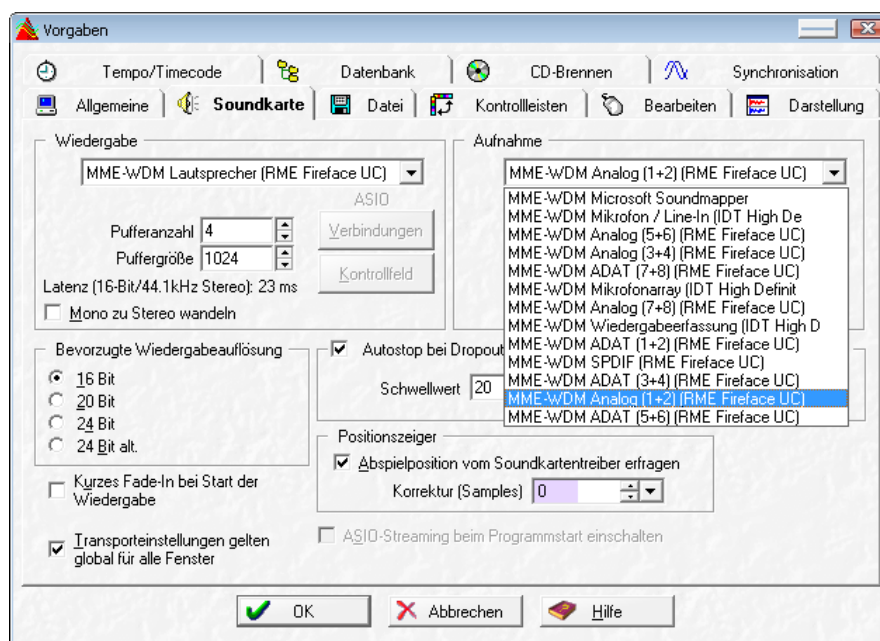 Vorgaben
Tempo/Timecode
Datenbank
CD-Brennen
Synchronisation
Allgemeine
Soundkarte
Datei
Kontrollleisten
Bearbeiten
Darstellung
Wiedergabe
MME-WDM Lautsprecher (RME Fireface UC)
ASIO
Pufferanzahl 4
Verbindungen
Puffergröße 1024
Kontrollfeld
Latenz (16-Bit/44.1kHz Stereo): 23 ms
Mono zu Stereo wandeln
Aufnahme
MME-WDM Analog (1+2) (RME Fireface UC)
MME-WDM Microsoft Soundmapper
MME-WDM Mikrofon / Line-In (IDT High De
MME-WDM Analog (5+6) (RME Fireface UC)
MME-WDM Analog (3+4) (RME Fireface UC)
MME-WDM ADAT (7+8) (RME Fireface UC)
MME-WDM Mikrofonarray (IDT High Definit
MME-WDM Analog (7+8) (RME Fireface UC)
MME-WDM Wiedergabeerfassung (IDT High D
MME-WDM ADAT (1+2) (RME Fireface UC)
MME-WDM SPDIF (RME Fireface UC)
MME-WDM ADAT (3+4) (RME Fireface UC)
MME-WDM Analog (1+2) (RME Fireface UC)
MME-WDM ADAT (5+6) (RME Fireface UC)
Bevorzugte Wiedergabeauflösung
16 Bit
20 Bit
24 Bit
24 Bit alt.
Autostop bei Dropout
Schwellwert 20
Positionszeiger
Abspielposition vom Soundkartentreiber erfragen
Korrektur (Samples) 0
Kurzes Fade-In bei Start der
Wiedergabe
Transporteinstellungen gelten
global für alle Fenster
ASIO-Streaming beim Programmstart einschalten
OK
Abbrechen
Hilfe